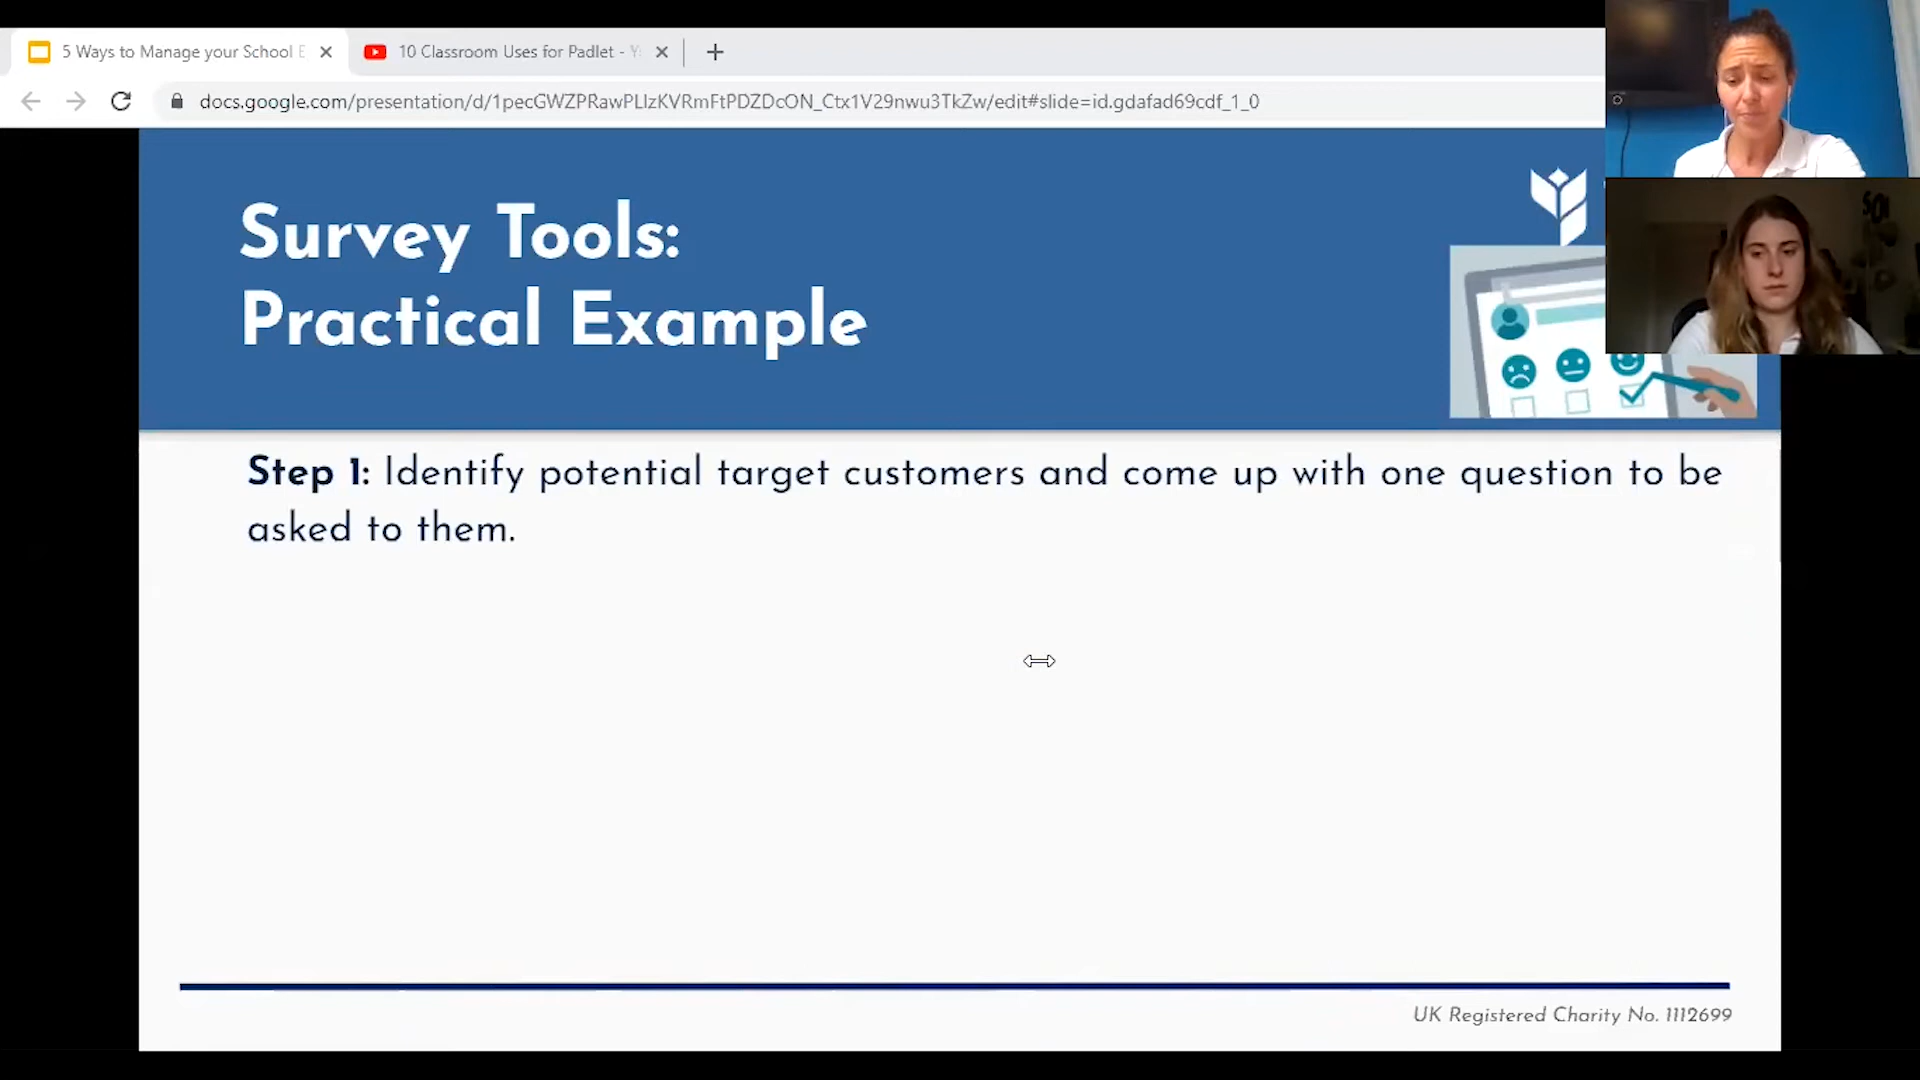 5 Ways to Manage your School E
10 Classroom Uses for Padlet - Y
docs.google.com/presentation/d/1pecGWZPRawPLlzKVRmFtPDZDcON_Ctx1V29nwu3TkZw/edit#slide=id.gdafad69cdf_1_0
Survey Tools:
Practical Example
Step 1: Identify potential target customers and come up with one question to be
asked to them.
UK Registered Charity No. 1112699